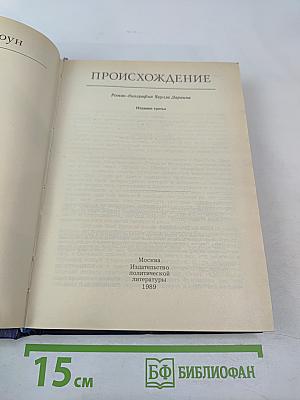 оун
ПРОИСХОЖДЕНИЕ
Роман-биография Чарлза Дарвина
Издание третье
Москва
Издательство
политической
литературы
1989
15 см
БФ БИБЛИОФАН